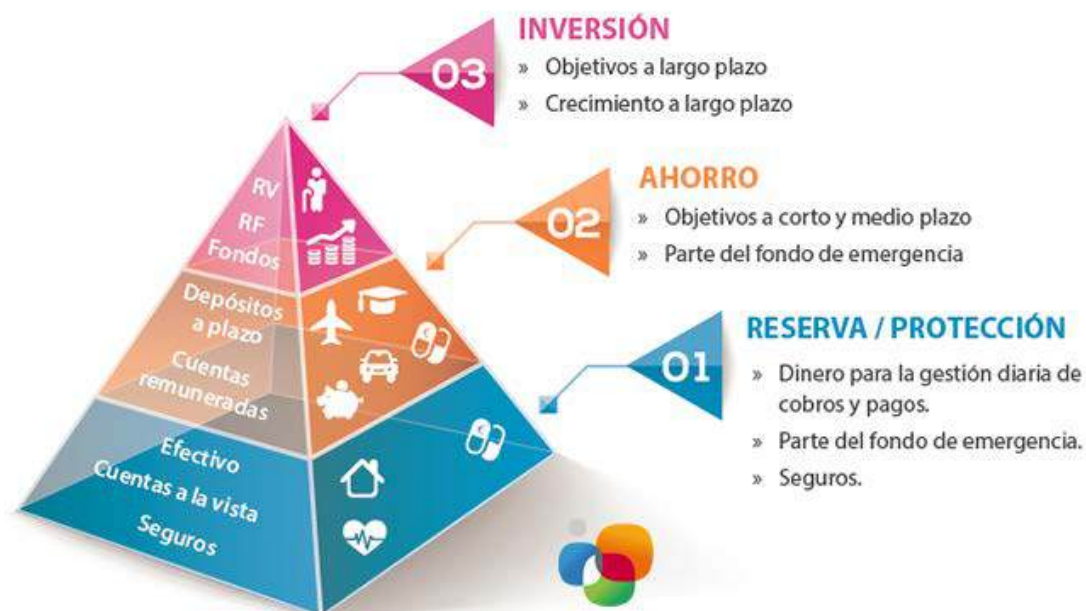 INVERSIÓN
» Objetivos a largo plazo
» Crecimiento a largo plazo
03
AHORRO
» Objetivos a corto y medio plazo
» Parte del fondo de emergencia
02
RESERVA / PROTECCIÓN
» Dinero para la gestión diaria de
cobros y pagos.
» Parte del fondo de emergencia.
» Seguros.
01
RV
RF
Fondos
Depósitos
a plazo
Cuentas
remuneradas
Efectivo
Cuentas a la vista
Seguros